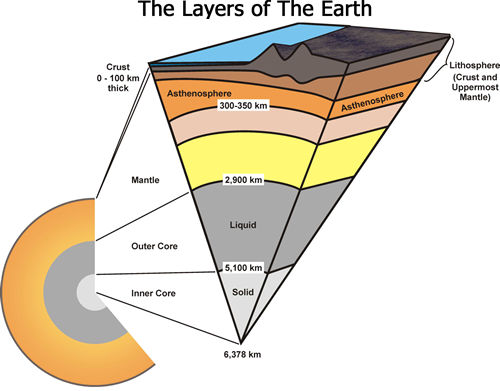 The Layers of The Earth
Crust
0 - 100 km
thick
Lithosphere
(Crust and
Uppermost
Mantle)
Asthenosphere
Asthenosphere
300-350 km
Mantle
2,900 km
Liquid
Outer Core
5,100 km
Inner Core
Solid
6,378 km